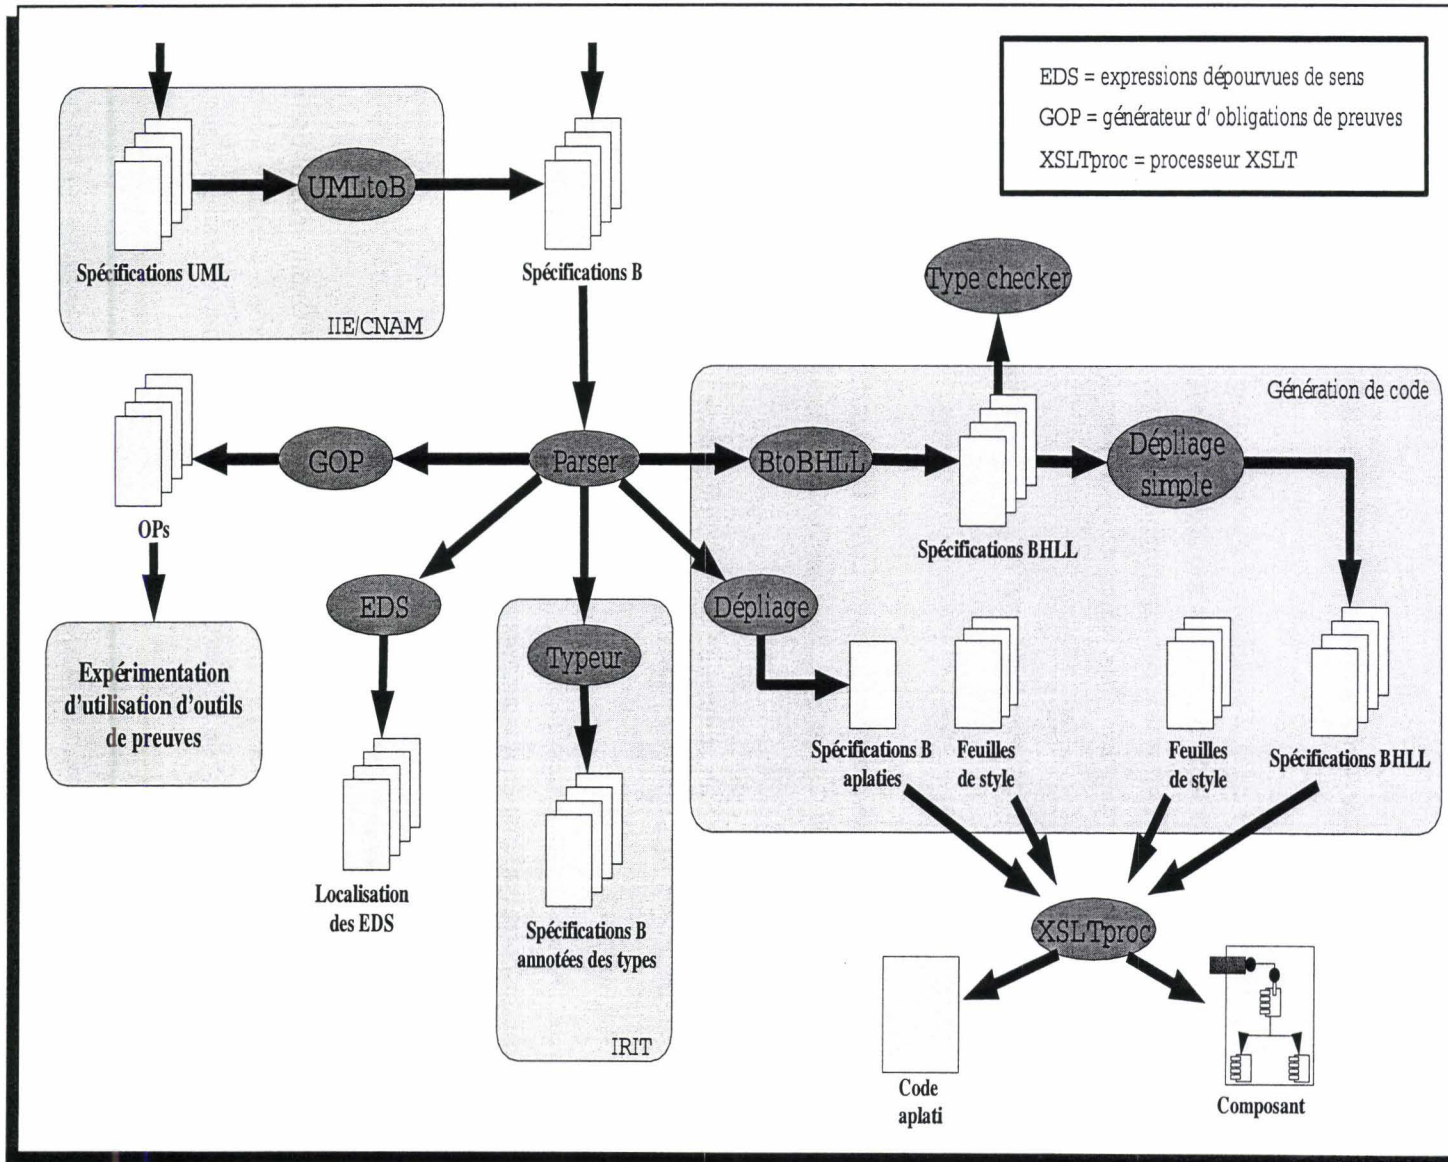 EDS = expressions dépourvues de sens
GOP = générateur d' obligations de preuves
XSLTproc = processeur XSLT
UMLtoB
Spécifications UML
Spécifications B
IIE/CNAM
Type checker
Génération de code
GOP
Parser
BtoBHLL
Dépliage
simple
OPs
Spécifications BHLL
EDS
Dépliage
Typeur
Expérimentation
d'utilisation d'outils
de preuves
Spécifications B
aplaties
Feuilles
de style
Feuilles
de style
Spécifications BHLL
Localisation
des EDS
Spécifications B
annotées des types
IRIT
XSLTproc
Code
aplati
Composant